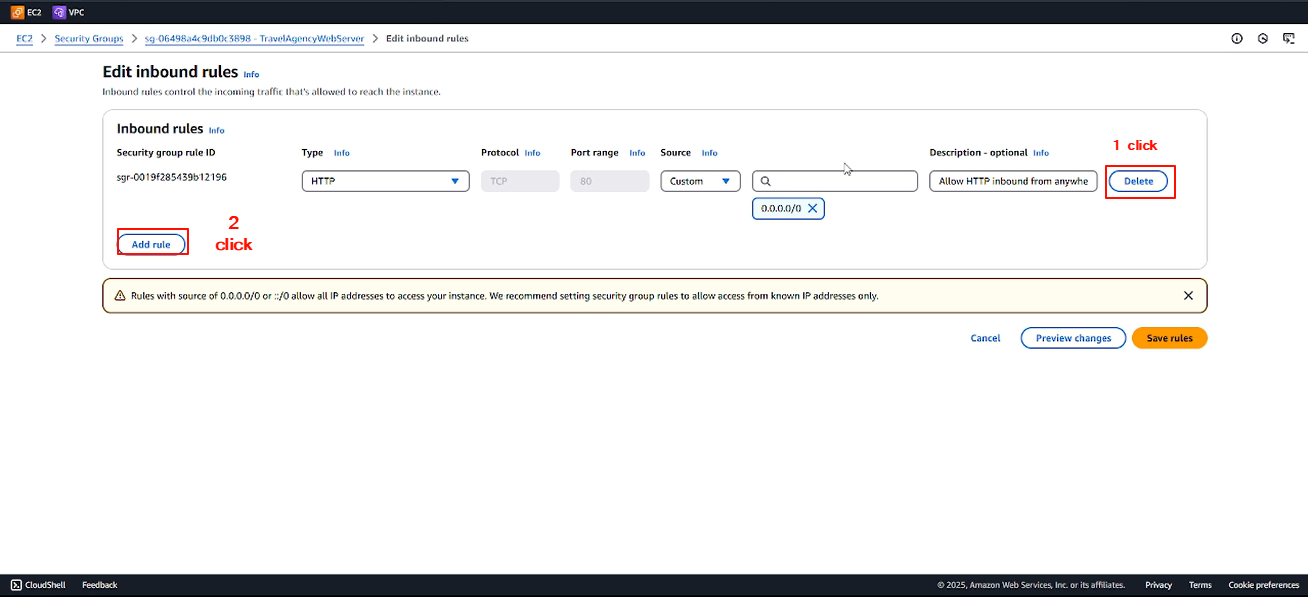 EC2 VPC
EC2 > Security Groups > sg-06498a4c9db0c3898 - TravelAgencyWebServer > Edit inbound rules
Edit inbound rules Info
Inbound rules control the incoming traffic that's allowed to reach the instance.
Inbound rules Info
1 click
Security group rule ID Type Info Protocol Info Port range Info Source Info Description - optional Info
sgr-0019f285439b12196 HTTP TCP 80 Custom Allow HTTP inbound from anywhe Delete
0.0.0.0/0
2
click
Add rule
Rules with source of 0.0.0.0/0 or ::/0 allow all IP addresses to access your instance. We recommend setting security group rules to allow access from known IP addresses only.
Cancel Preview changes Save rules
CloudShell Feedback © 2025, Amazon Web Services, Inc. or its affiliates. Privacy Terms Cookie preferences